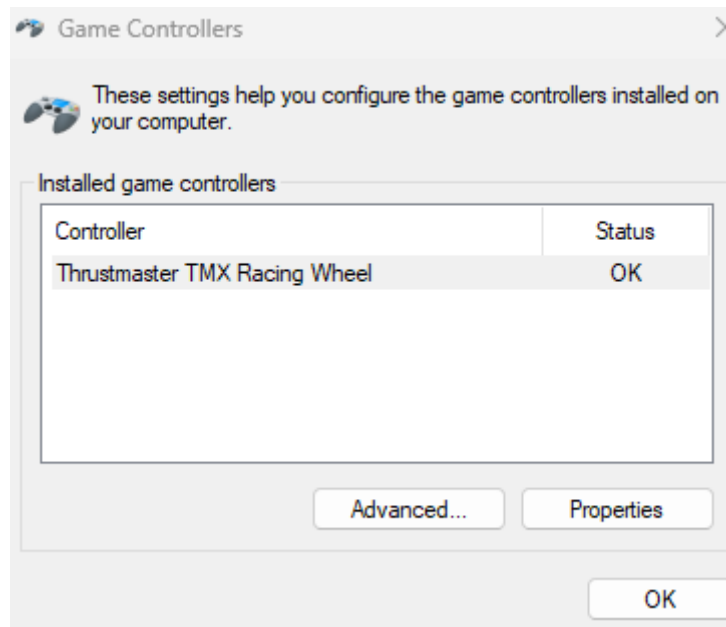 Game Controllers
These settings help you configure the game controllers installed on
your computer.
Installed game controllers
Controller Status
Thrustmaster TMX Racing Wheel OK
Advanced... Properties
OK